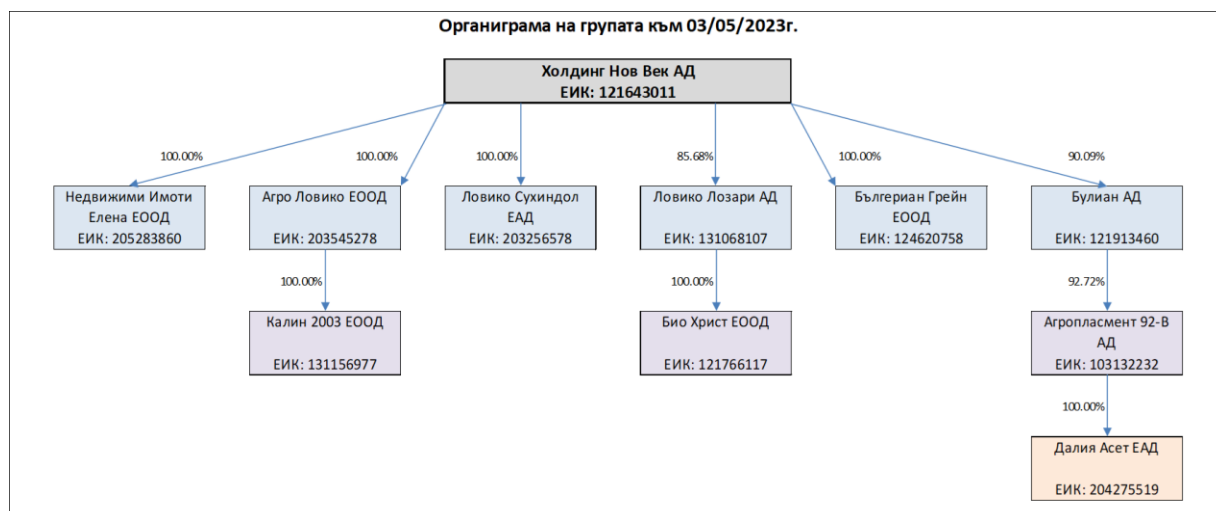 Органиграма на групата към 03/05/2023г.
Холдинг Нов Век АД
ЕИК: 121643011
100.00%
100.00%
100.00%
85.68%
100.00%
90.09%
Недвижими Имоти
Елена ЕООД
ЕИК: 205283860
Агро Ловико ЕООД
ЕИК: 203545278
Ловико Сухиндол
ЕАД
ЕИК: 203256578
Ловико Лозари АД
ЕИК: 131068107
Бългериан Грейн
ЕООД
ЕИК: 124620758
Булиан АД
ЕИК: 121913460
100.00%
100.00%
92.72%
Калин 2003 ЕООД
ЕИК: 131156977
Био Христ ЕООД
ЕИК: 121766117
Агропласмент 92-В
АД
ЕИК: 103132232
100.00%
Далия Асет ЕАД
ЕИК: 204275519